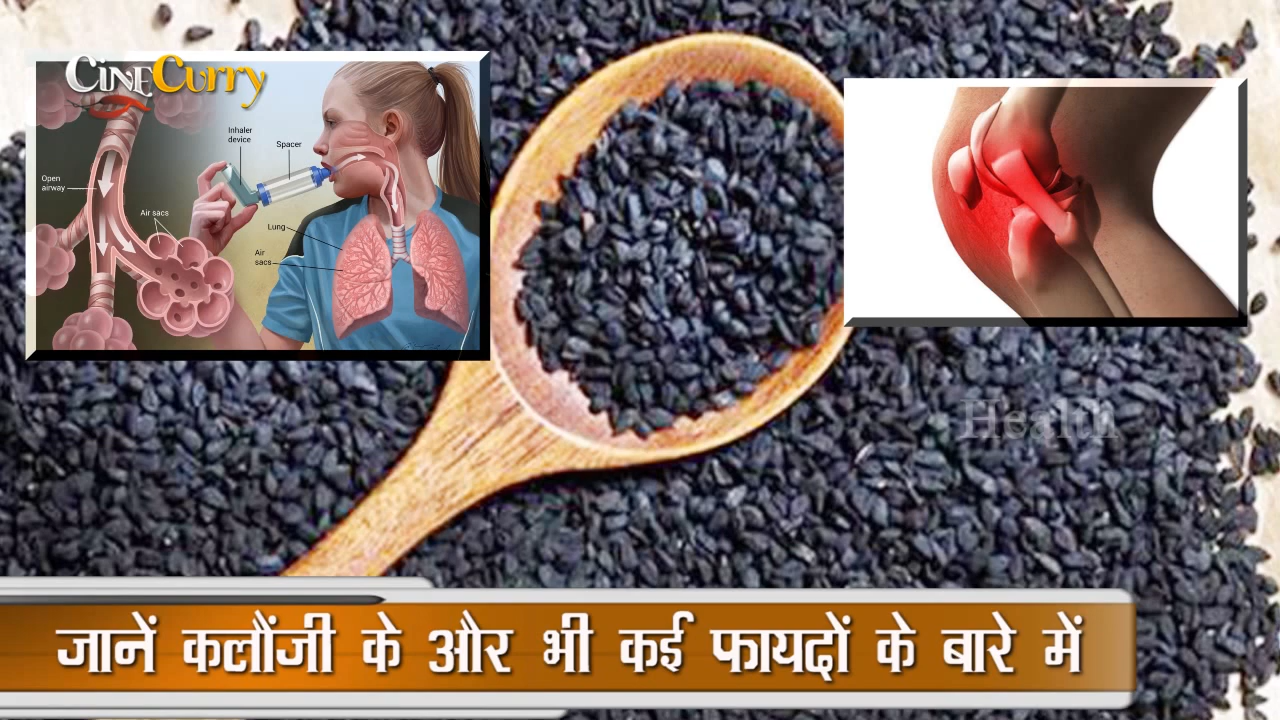 CineCurry
Inhaler
device
Spacer
Open
airway
Air sacs
Lung
Air
sacs
Health
जानें कलौंजी के और भी कई फायदों के बारे में